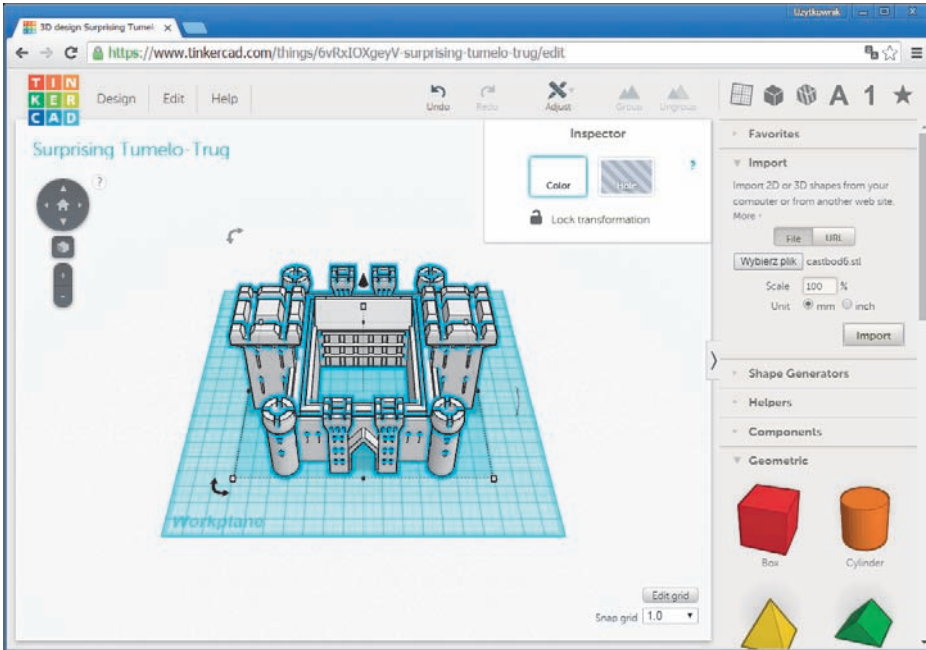 Użytkownik
3D design Surprising Tumel
https://www.tinkercad.com/things/6vRxIOXgeyV-surprising-tumelo-trug/edit
TIN
KER
CAD
Design Edit Help
Undo Redo Adjust Group Ungroup
A 1
Surprising Tumelo-Trug
?
Inspector
Color Hole
?
Lock transformation
Workplane
Edit grid
Snap grid 1.0
Favorites
Import
Import 2D or 3D shapes from your
computer or from another web site.
More
File URL
Wybierz plik castbod6.stl
Scale 100 %
Unit mm inch
Import
Shape Generators
Helpers
Components
Geometric
Box Cylinder